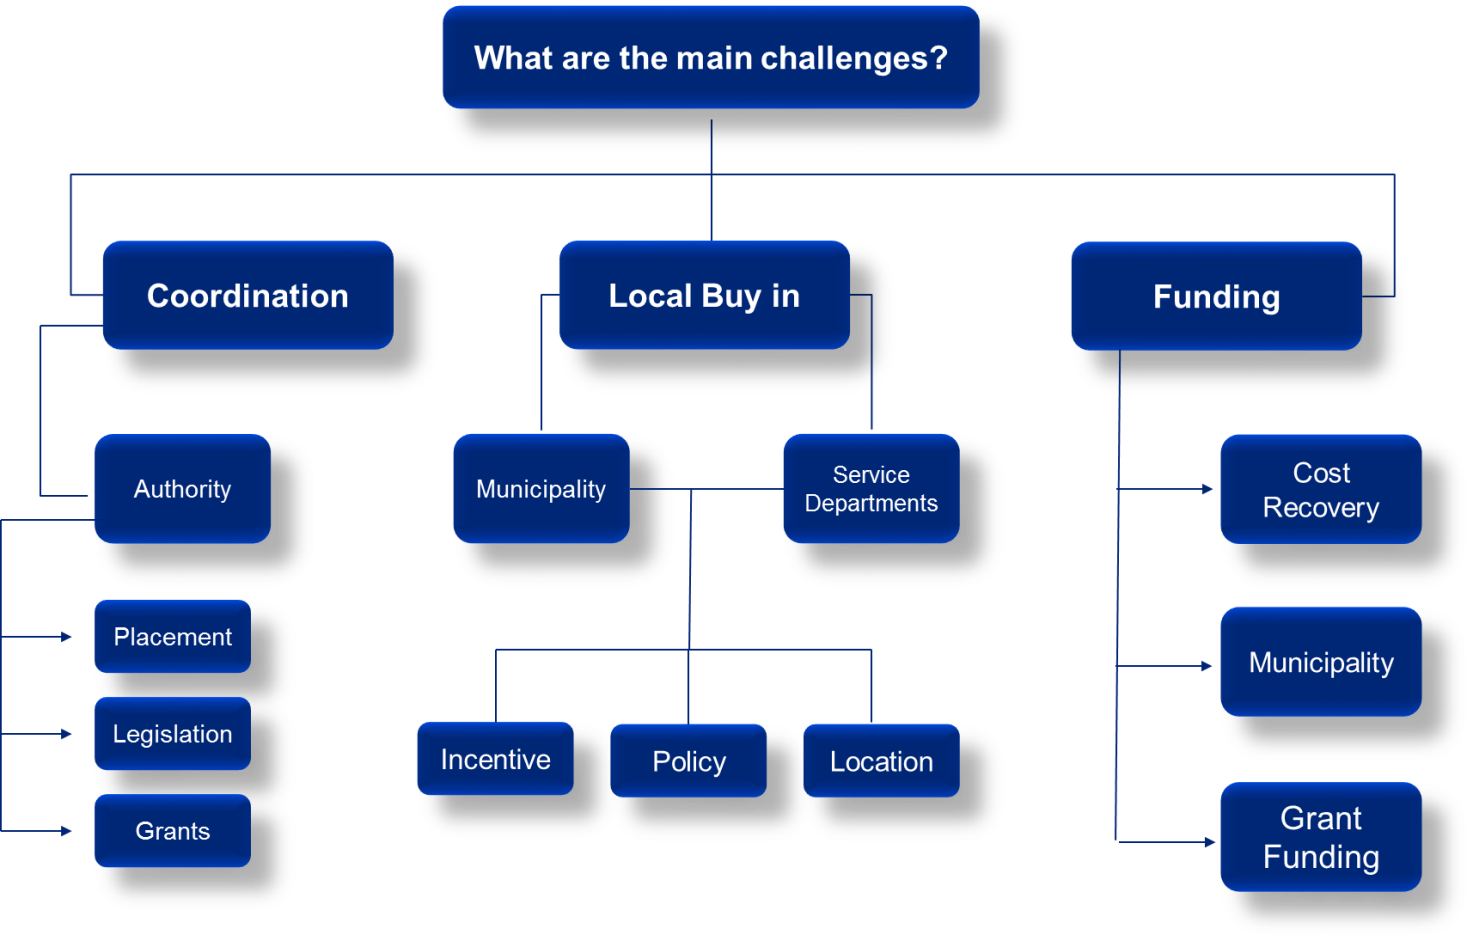 What are the main challenges?
Coordination
Local Buy in
Funding
Authority
Municipality
Service
Departments
Cost
Recovery
Placement
Municipality
Legislation
Incentive
Policy
Location
Grants
Grant
Funding